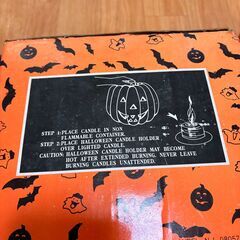 STEP 1:PLACE CANDLE IN NON
FLAMMABLE CONTAINER.
STEP 2:PLACE HALLOWEEN CANDLE HOLDER
OVER LIGHTED CANDLE.
CAUTION: HALLOWEEN CANDLE HOLDER MAY BECOME
HOT AFTER EXTENDED BURNING. NEVER LEAVE
BURNING CANDLES UNATTENDED.
N.J. 08057